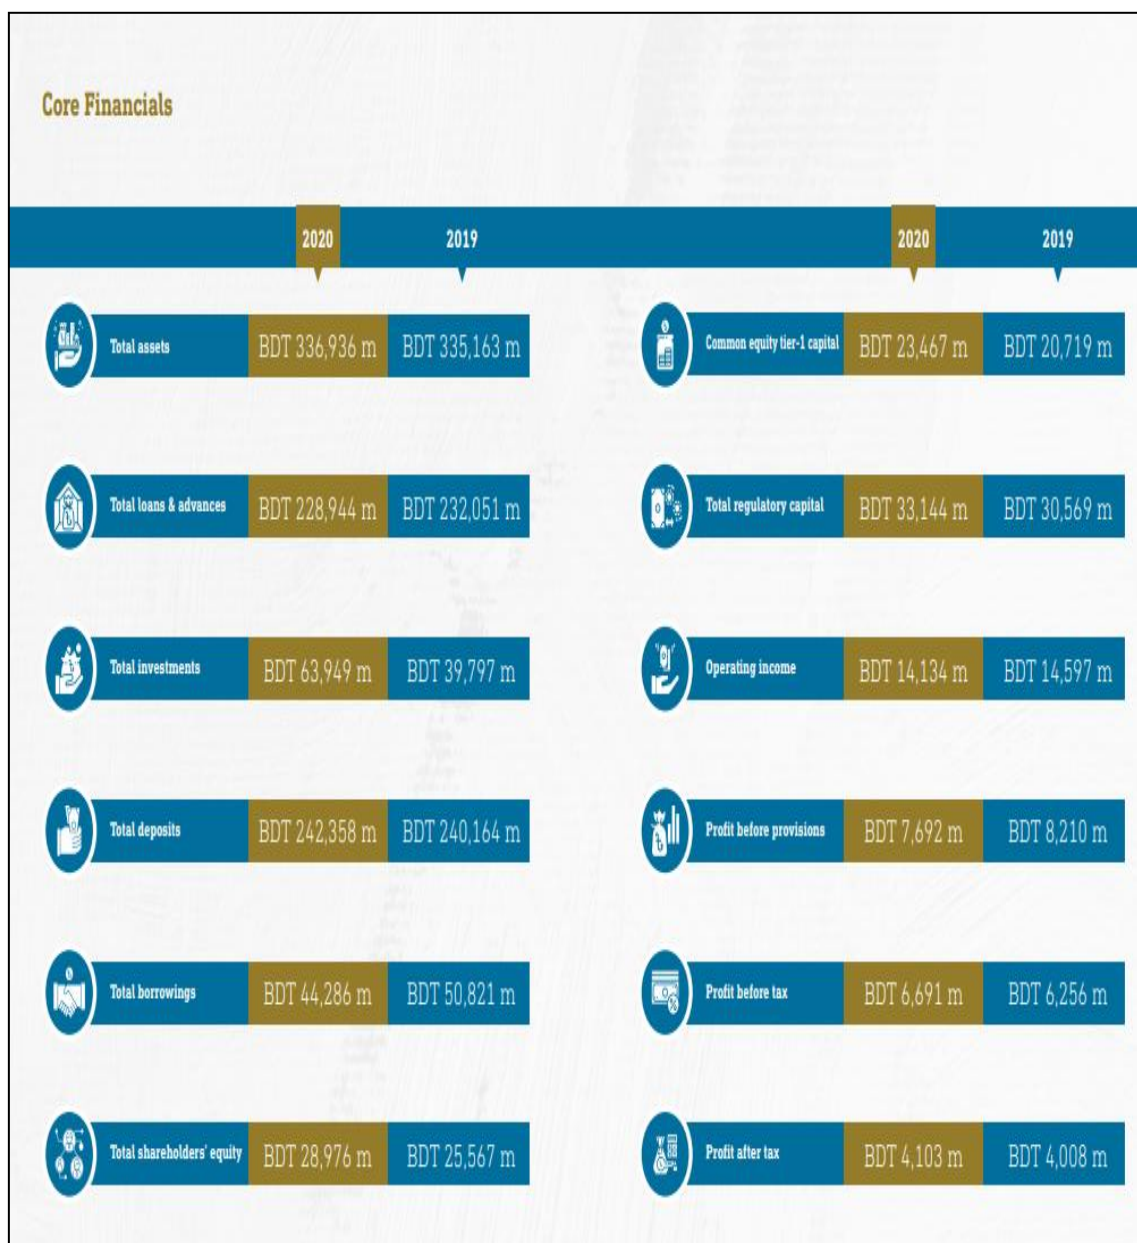 Core Financials
2020 2019 2020 2019
Total assets BDT 336,936 m BDT 335,163 m
Common equity tier-1 capital BDT 23,467 m BDT 20,719 m
Total loans & advances BDT 228,944 m BDT 232,051 m
Total regulatory capital BDT 33,144 m BDT 30,569 m
Total investments BDT 63,949 m BDT 39,797 m
Operating income BDT 14,134 m BDT 14,597 m
Total deposits BDT 242,358 m BDT 240,164 m
Profit before provisions BDT 7,692 m BDT 8,210 m
Total borrowings BDT 44,286 m BDT 50,821 m
Profit before tax BDT 6,691 m BDT 6,256 m
Total shareholders' equity BDT 28,976 m BDT 25,567 m
Profit after tax BDT 4,103 m BDT 4,008 m